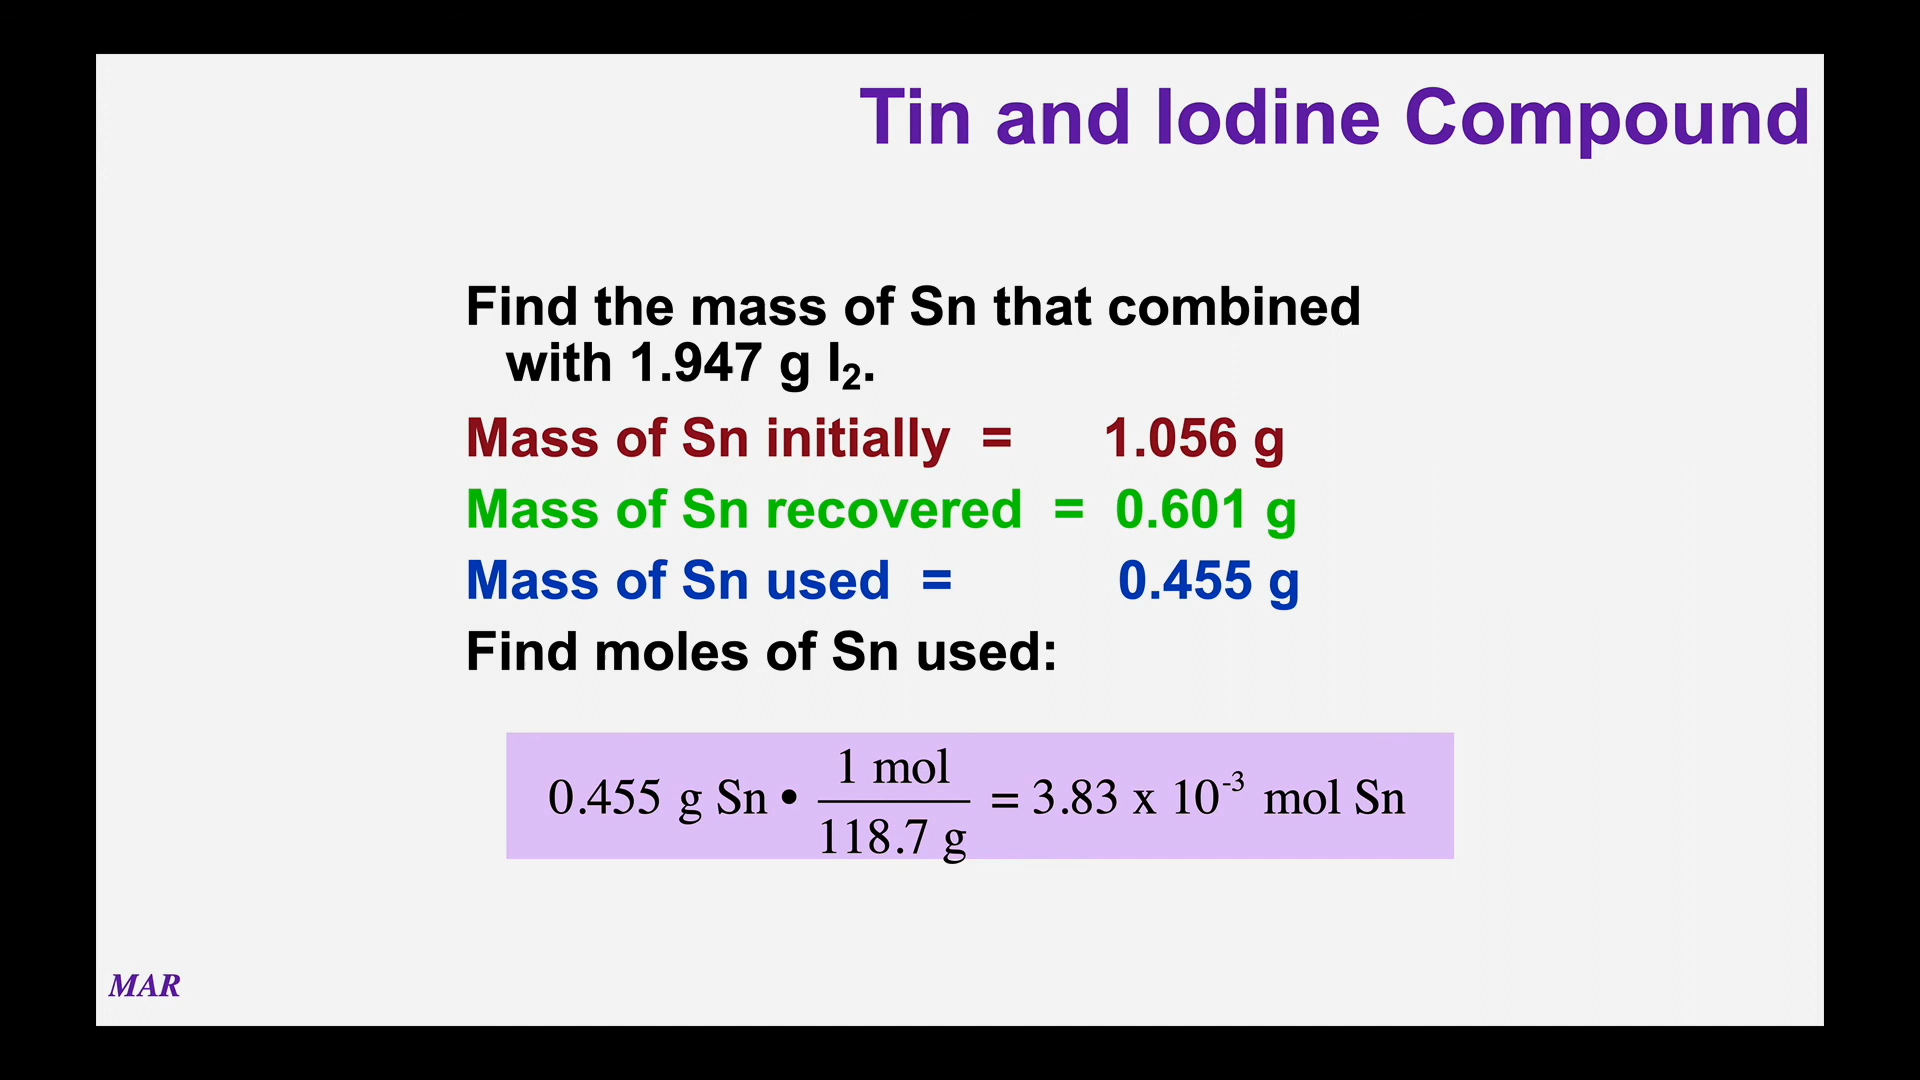 Tin and Iodine Compound
Find the mass of Sn that combined
with 1.947 g I₂.
Mass of Sn initially = 1.056 g
Mass of Sn recovered = 0.601 g
Mass of Sn used = 0.455 g
Find moles of Sn used:
0.455 g Sn • 1 mol / 118.7 g = 3.83 x 10⁻³ mol Sn
MAR